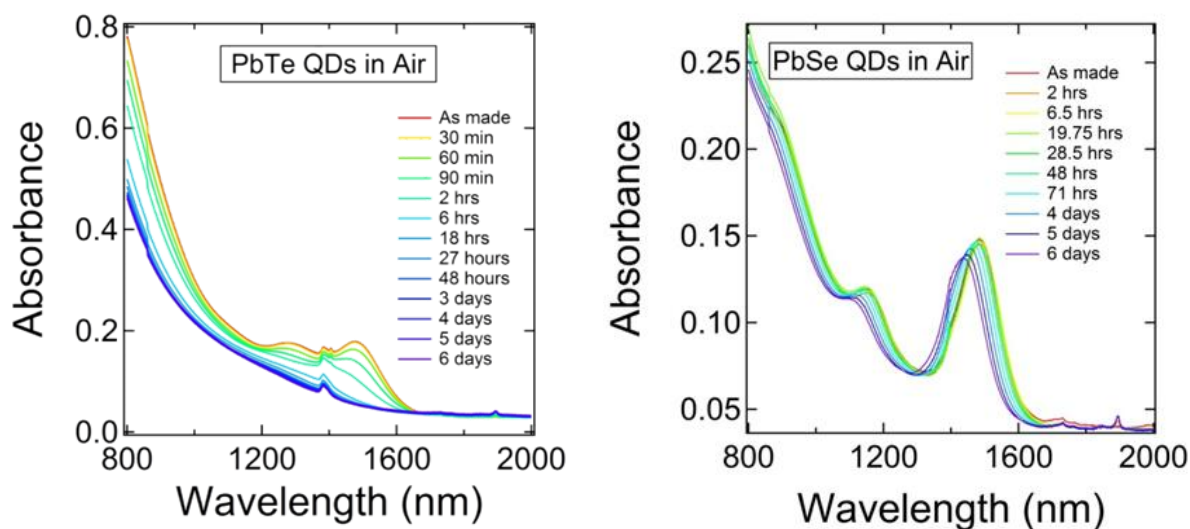 PbTe QDs in Air
0.8
0.6
0.4
0.2
0.0
Absorbance
As made
30 min
60 min
90 min
2 hrs
6 hrs
18 hrs
27 hours
48 hours
3 days
4 days
5 days
6 days
800
1200
1600
2000
Wavelength (nm)
PbSe QDs in Air
0.25
0.20
0.15
0.10
0.05
Absorbance
As made
2 hrs
6.5 hrs
19.75 hrs
28.5 hrs
48 hrs
71 hrs
4 days
5 days
6 days
800
1200
1600
2000
Wavelength (nm)